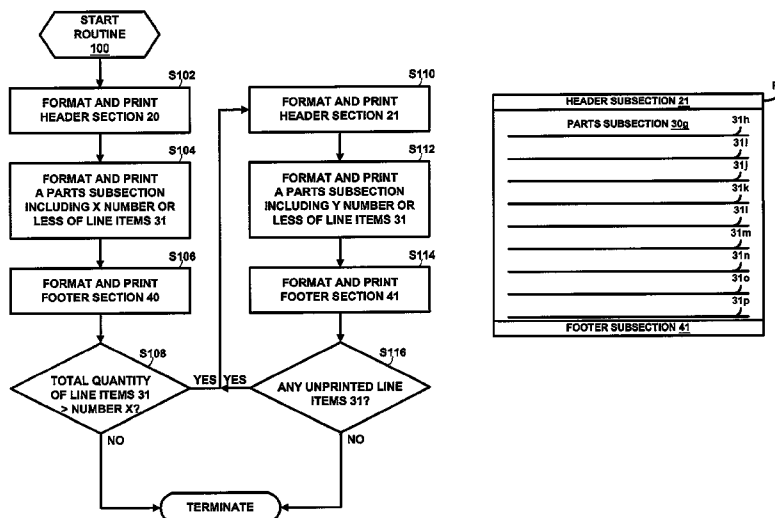 START
ROUTINE
100
S102
FORMAT AND PRINT
HEADER SECTION 20
S104
FORMAT AND PRINT
A PARTS SUBSECTION
INCLUDING X NUMBER OR
LESS OF LINE ITEMS 31
S106
FORMAT AND PRINT
FOOTER SECTION 40
S108
TOTAL QUANTITY
OF LINE ITEMS 31
> NUMBER X?
YES
NO
S110
FORMAT AND PRINT
HEADER SECTION 21
S112
FORMAT AND PRINT
A PARTS SUBSECTION
INCLUDING Y NUMBER OR
LESS OF LINE ITEMS 31
S114
FORMAT AND PRINT
FOOTER SECTION 41
S116
ANY UNPRINTED LINE
ITEMS 31?
YES
NO
TERMINATE
HEADER SUBSECTION 21
PARTS SUBSECTION 30g
31h
31i
31j
31k
31l
31m
31n
31o
31p
FOOTER SUBSECTION 41